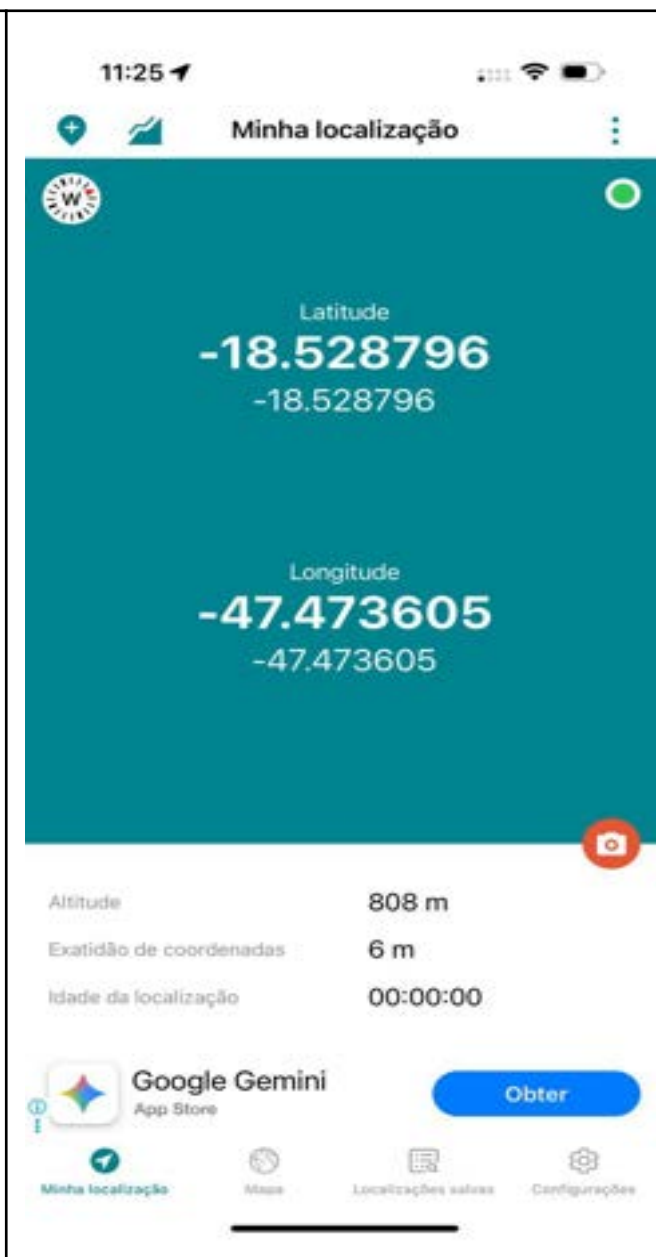 11:25
Minha localização
W
Latitude
-18.528796
-18.528796
Longitude
-47.473605
-47.473605
Altitude 808 m
Exatidão de coordenadas 6 m
Idade da localização 00:00:00
Google Gemini
App Store
Obter
Minha localização Mapa Localizações salvas Configurações